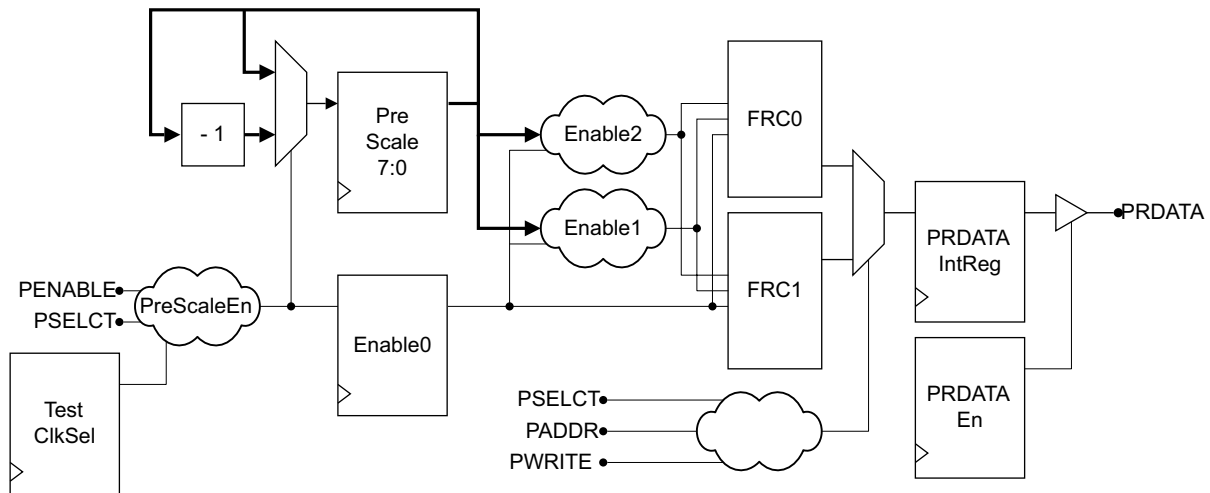 - 1
Pre
Scale
7:0
Enable2
Enable1
FRC0
FRC1
PRDATA
IntReg
PRDATA
PENABLE
PSELCT
PreScaleEn
Enable0
Test
ClkSel
PSELCT
PADDR
PWRITE
PRDATA
En